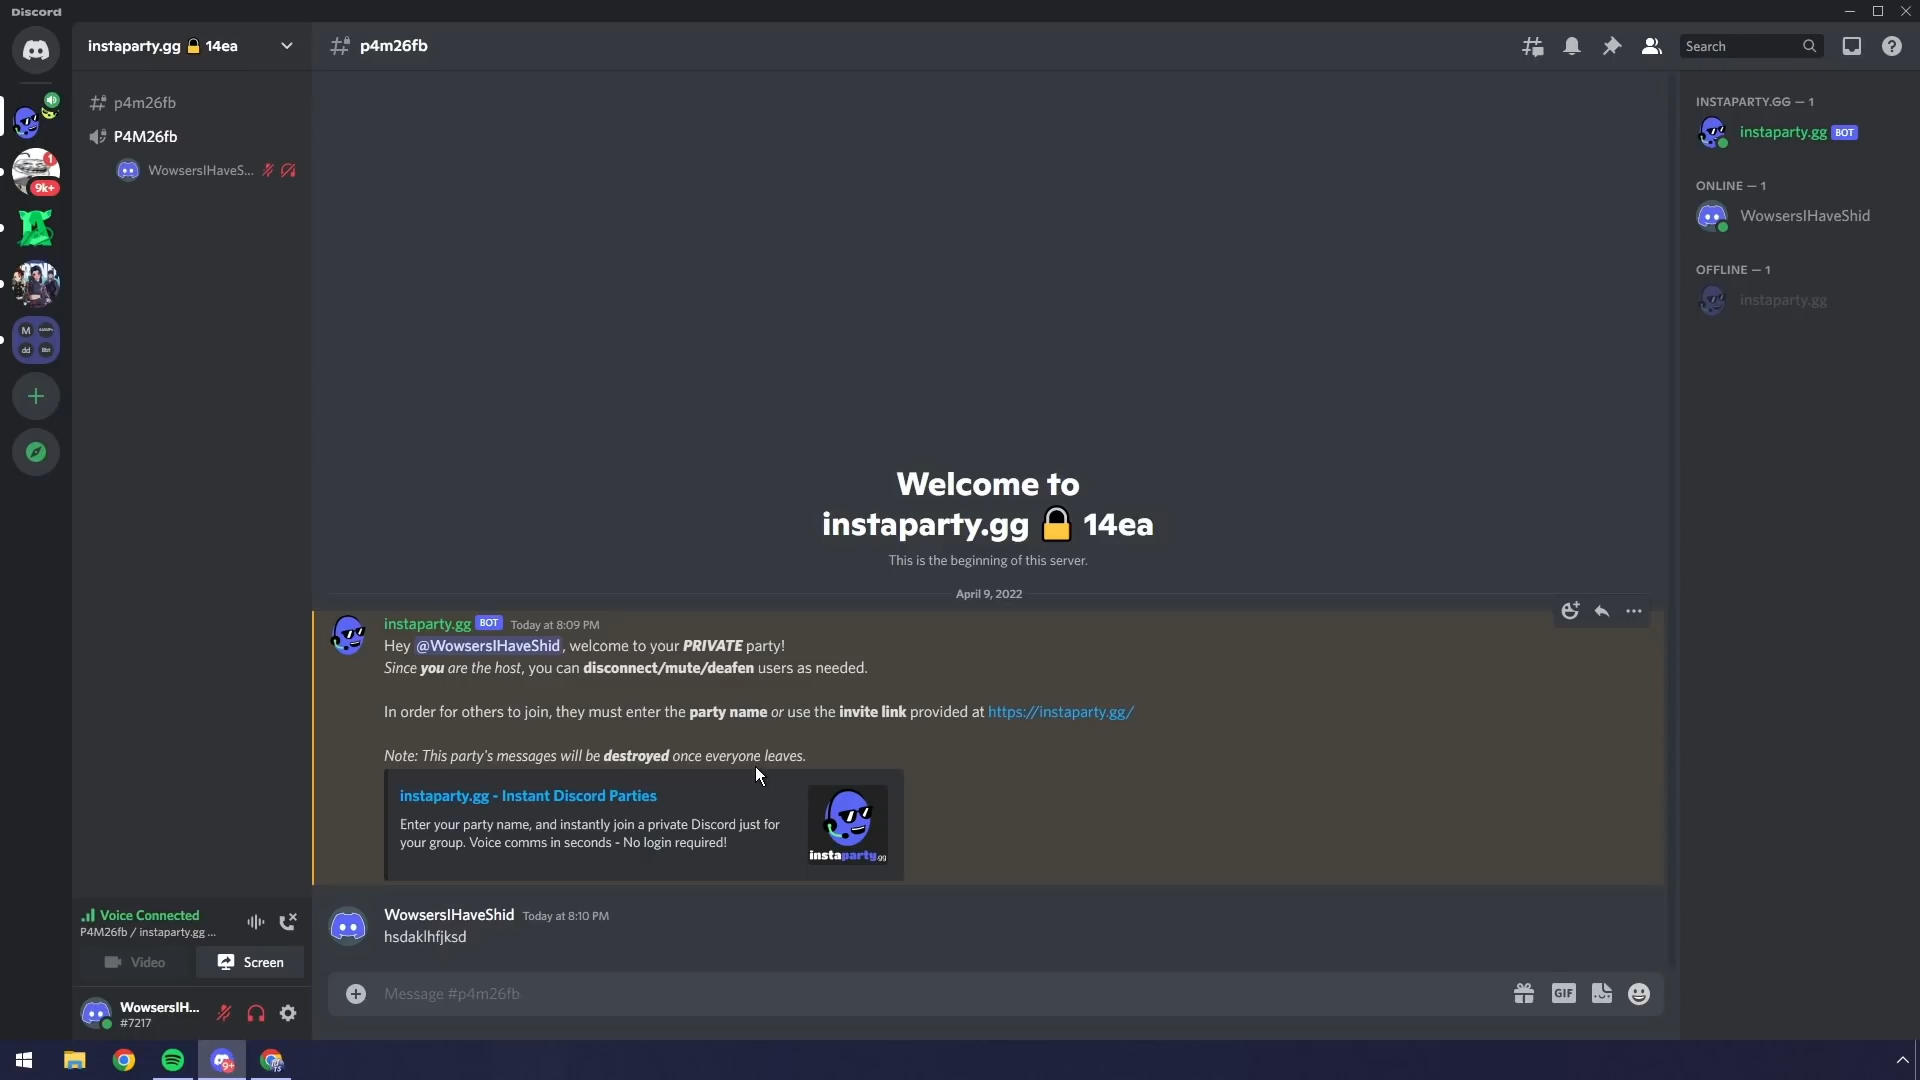 Discord
instaparty.gg 🔒 14ea
p4m26fb
Search
p4m26fb
P4M26fb
WowsersIHaveS...
1
9k+
M
dd
INSTAPARTY.GG — 1
instaparty.gg BOT
ONLINE — 1
WowsersIHaveShid
OFFLINE — 1
instaparty.gg
Welcome to
instaparty.gg 🔒 14ea
This is the beginning of this server.
April 9, 2022
instaparty.gg BOT Today at 8:09 PM
Hey @WowsersIHaveShid, welcome to your PRIVATE party!
Since you are the host, you can disconnect/mute/deafen users as needed.
In order for others to join, they must enter the party name or use the invite link provided at https://instaparty.gg/
Note: This party's messages will be destroyed once everyone leaves.
instaparty.gg - Instant Discord Parties
Enter your party name, and instantly join a private Discord just for
your group. Voice comms in seconds - No login required!
instaparty.gg
WowsersIHaveShid Today at 8:10 PM
hsdaklhfjksd
Message #p4m26fb
GIF
Voice Connected
P4M26fb / instaparty.gg ...
Video
Screen
WowsersIH...
#7217
9+